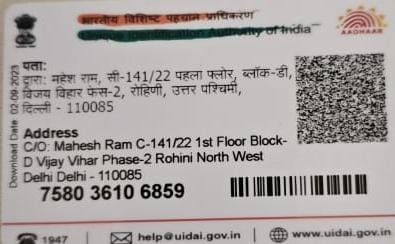 भारतीय विशिष्ट पहचान प्राधिकरण
Unique Identification Authority of India
AADHAAR
पता:
द्वारा: महेश राम, सी-141/22 पहला फ्लोर, ब्लॉक-डी,
विजय विहार फेस-2, रोहिणी, उत्तर पश्चिमी,
दिल्ली - 110085
Address
C/O: Mahesh Ram C-141/22 1st Floor Block-
D Vijay Vihar Phase-2 Rohini North West
Delhi Delhi - 110085
7580 3610 6859
Download Date: 02-09-2023
1947
help@uidai.gov.in
www.uidai.gov.in